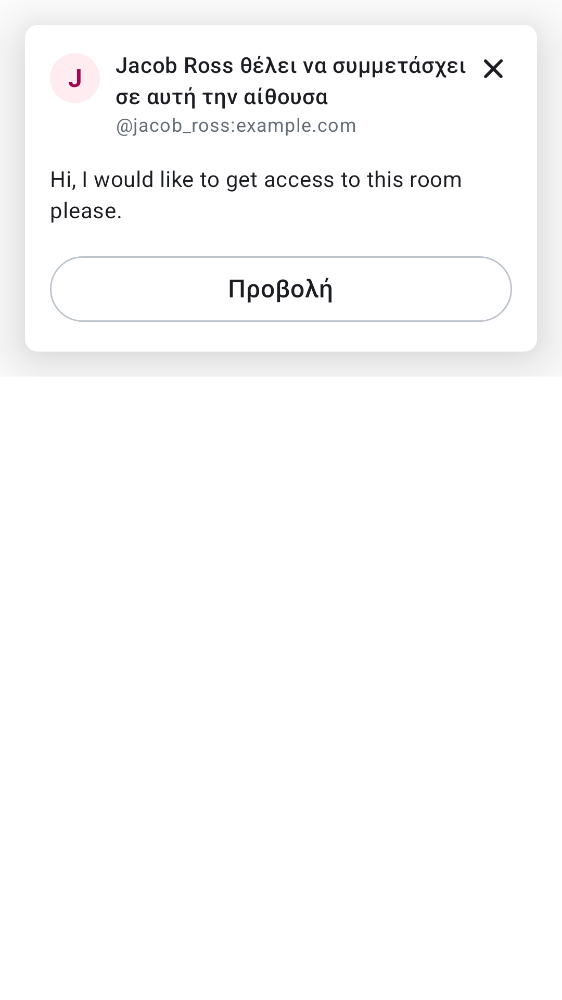 J
Jacob Ross θέλει να συμμετάσχει
σε αυτή την αίθουσα
@jacob_ross:example.com
Hi, I would like to get access to this room
please.
Προβολή